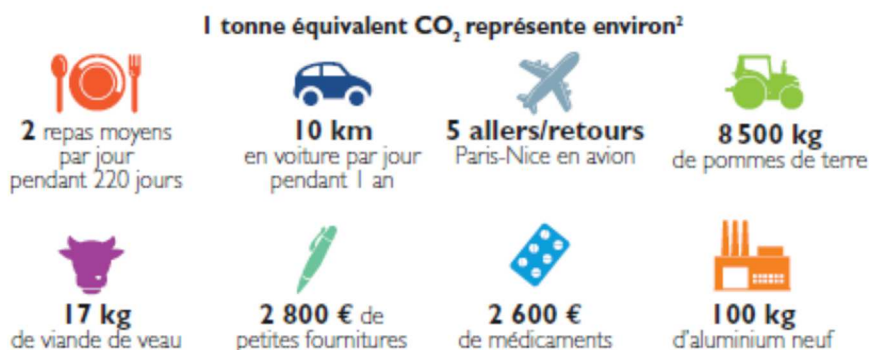 1 tonne équivalent CO₂ représente environ²
2 repas moyens
par jour
pendant 220 jours
10 km
en voiture par jour
pendant 1 an
5 allers/retours
Paris-Nice en avion
8 500 kg
de pommes de terre
17 kg
de viande de veau
2 800 € de
petites fournitures
2 600 €
de médicaments
100 kg
d'aluminium neuf